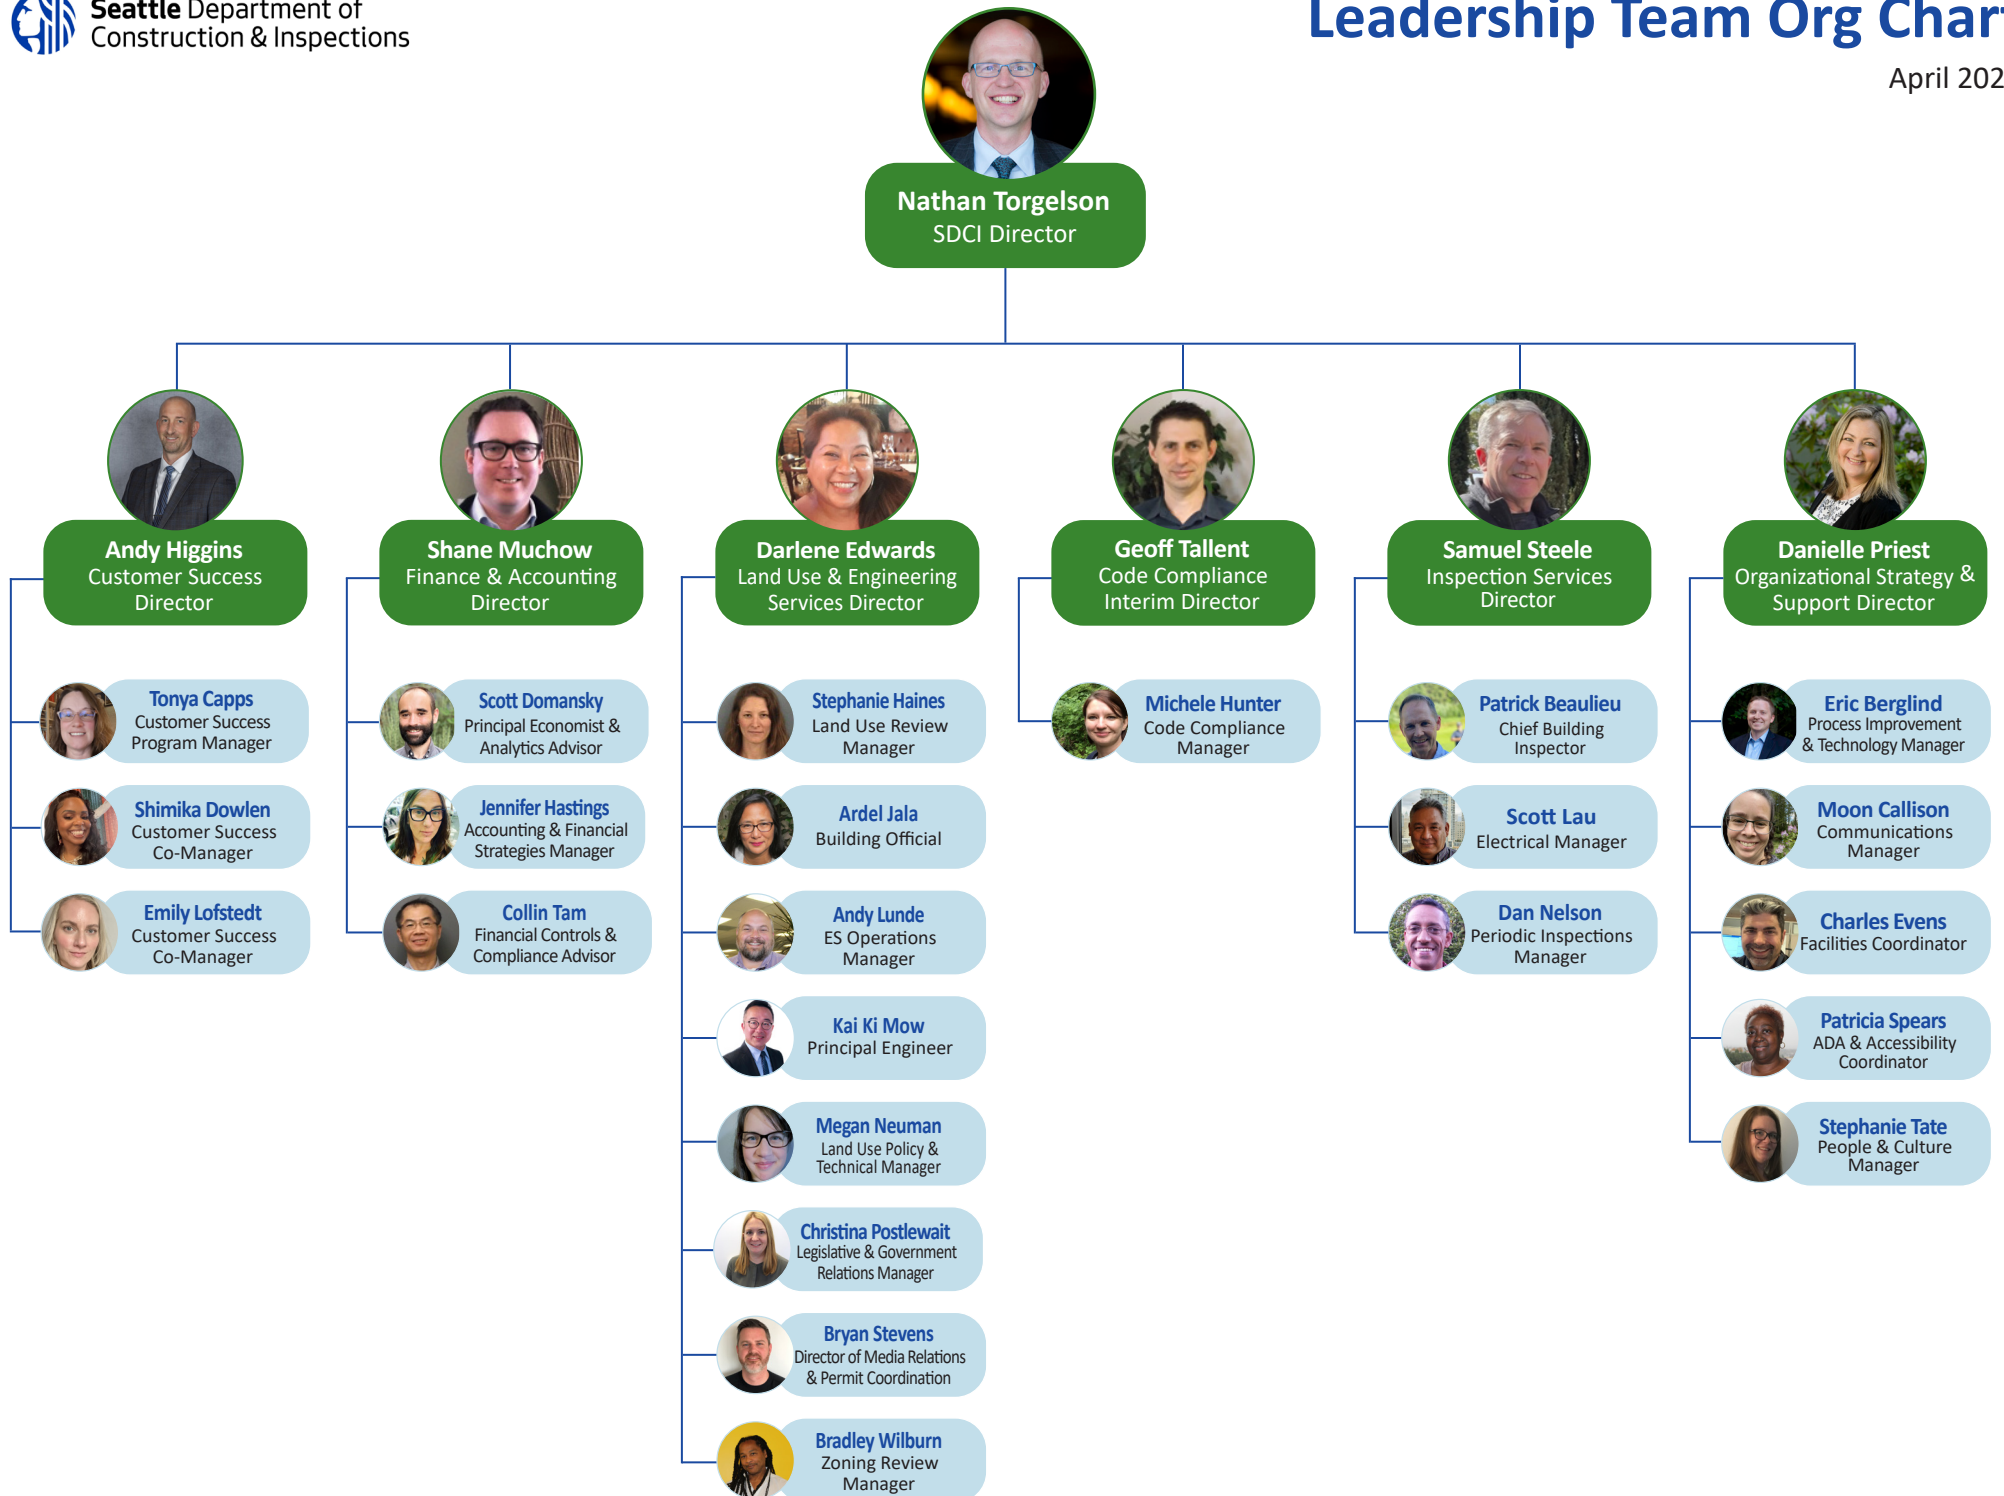 Seattle Department of
Construction & Inspections
Leadership Team Org Char
April 202
Nathan Torgelson
SDCI Director
Andy Higgins
Customer Success
Director
Tonya Capps
Customer Success
Program Manager
Shimika Dowlen
Customer Success
Co-Manager
Emily Lofstedt
Customer Success
Co-Manager
Shane Muchow
Finance & Accounting
Director
Scott Domansky
Principal Economist &
Analytics Advisor
Jennifer Hastings
Accounting & Financial
Strategies Manager
Collin Tam
Financial Controls &
Compliance Advisor
Darlene Edwards
Land Use & Engineering
Services Director
Stephanie Haines
Land Use Review
Manager
Ardel Jala
Building Official
Andy Lunde
ES Operations
Manager
Kai Ki Mow
Principal Engineer
Megan Neuman
Land Use Policy &
Technical Manager
Christina Postlewait
Legislative & Government
Relations Manager
Bryan Stevens
Director of Media Relations
& Permit Coordination
Bradley Wilburn
Zoning Review
Manager
Geoff Tallent
Code Compliance
Interim Director
Michele Hunter
Code Compliance
Manager
Samuel Steele
Inspection Services
Director
Patrick Beaulieu
Chief Building
Inspector
Scott Lau
Electrical Manager
Dan Nelson
Periodic Inspections
Manager
Danielle Priest
Organizational Strategy &
Support Director
Eric Berglind
Process Improvement
& Technology Manager
Moon Callison
Communications
Manager
Charles Evens
Facilities Coordinator
Patricia Spears
ADA & Accessibility
Coordinator
Stephanie Tate
People & Culture
Manager